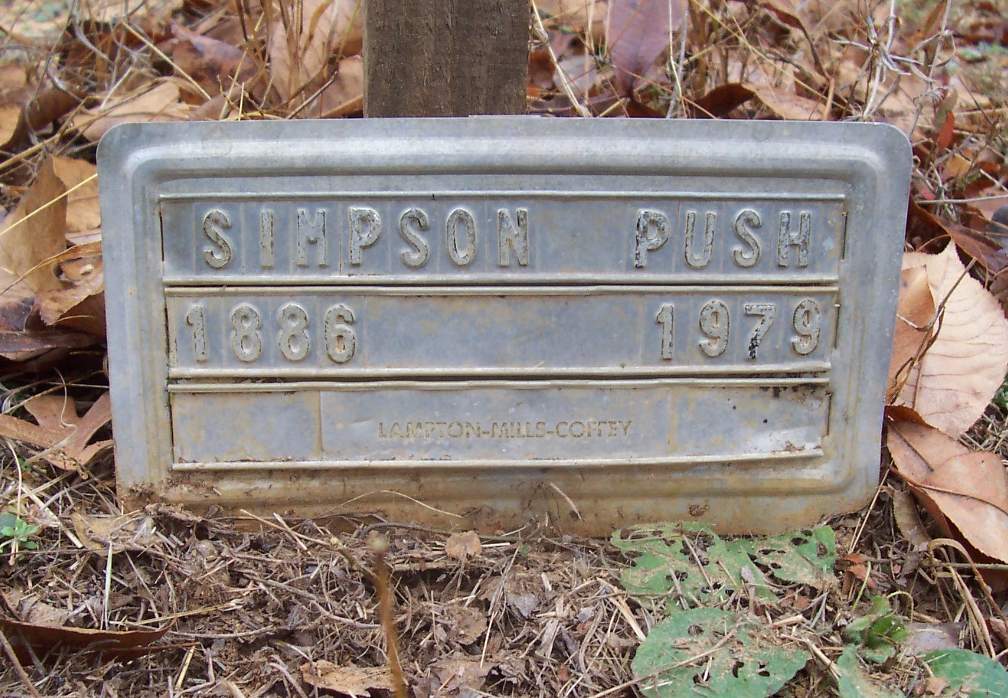 SIMPSON PUSH
1886 1979
LAMPTON-MILLS-COFFEY